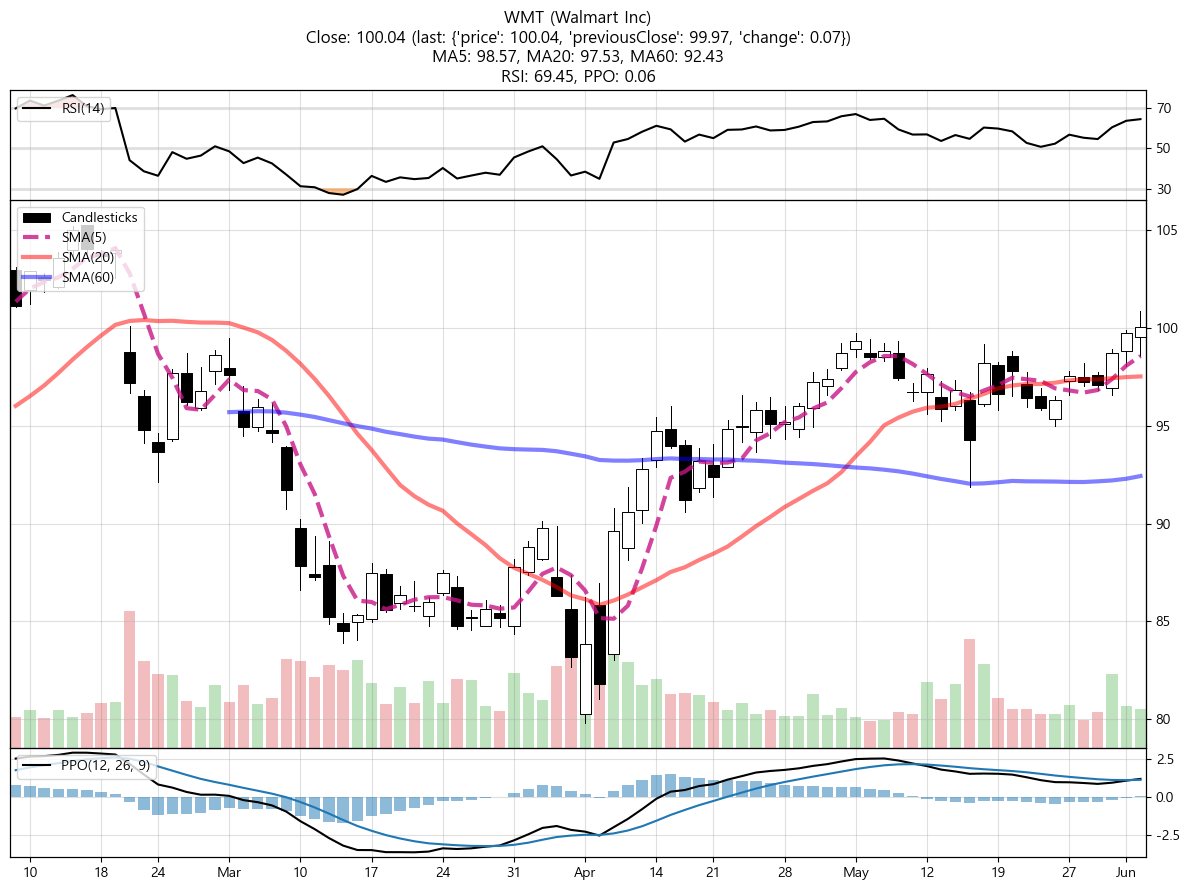 WMT (Walmart Inc)
Close: 100.04 (last: {'price': 100.04, 'previousClose': 99.97, 'change': 0.07})
MA5: 98.57, MA20: 97.53, MA60: 92.43
RSI: 69.45, PPO: 0.06
RSI(14)
70
50
30
Candlesticks
SMA(5)
SMA(20)
SMA(60)
105
100
95
90
85
80
PPO(12, 26, 9)
2.5
0.0
−2.5
10 18 24 Mar 10 17 24 31 Apr 14 21 28 May 12 19 27 Jun